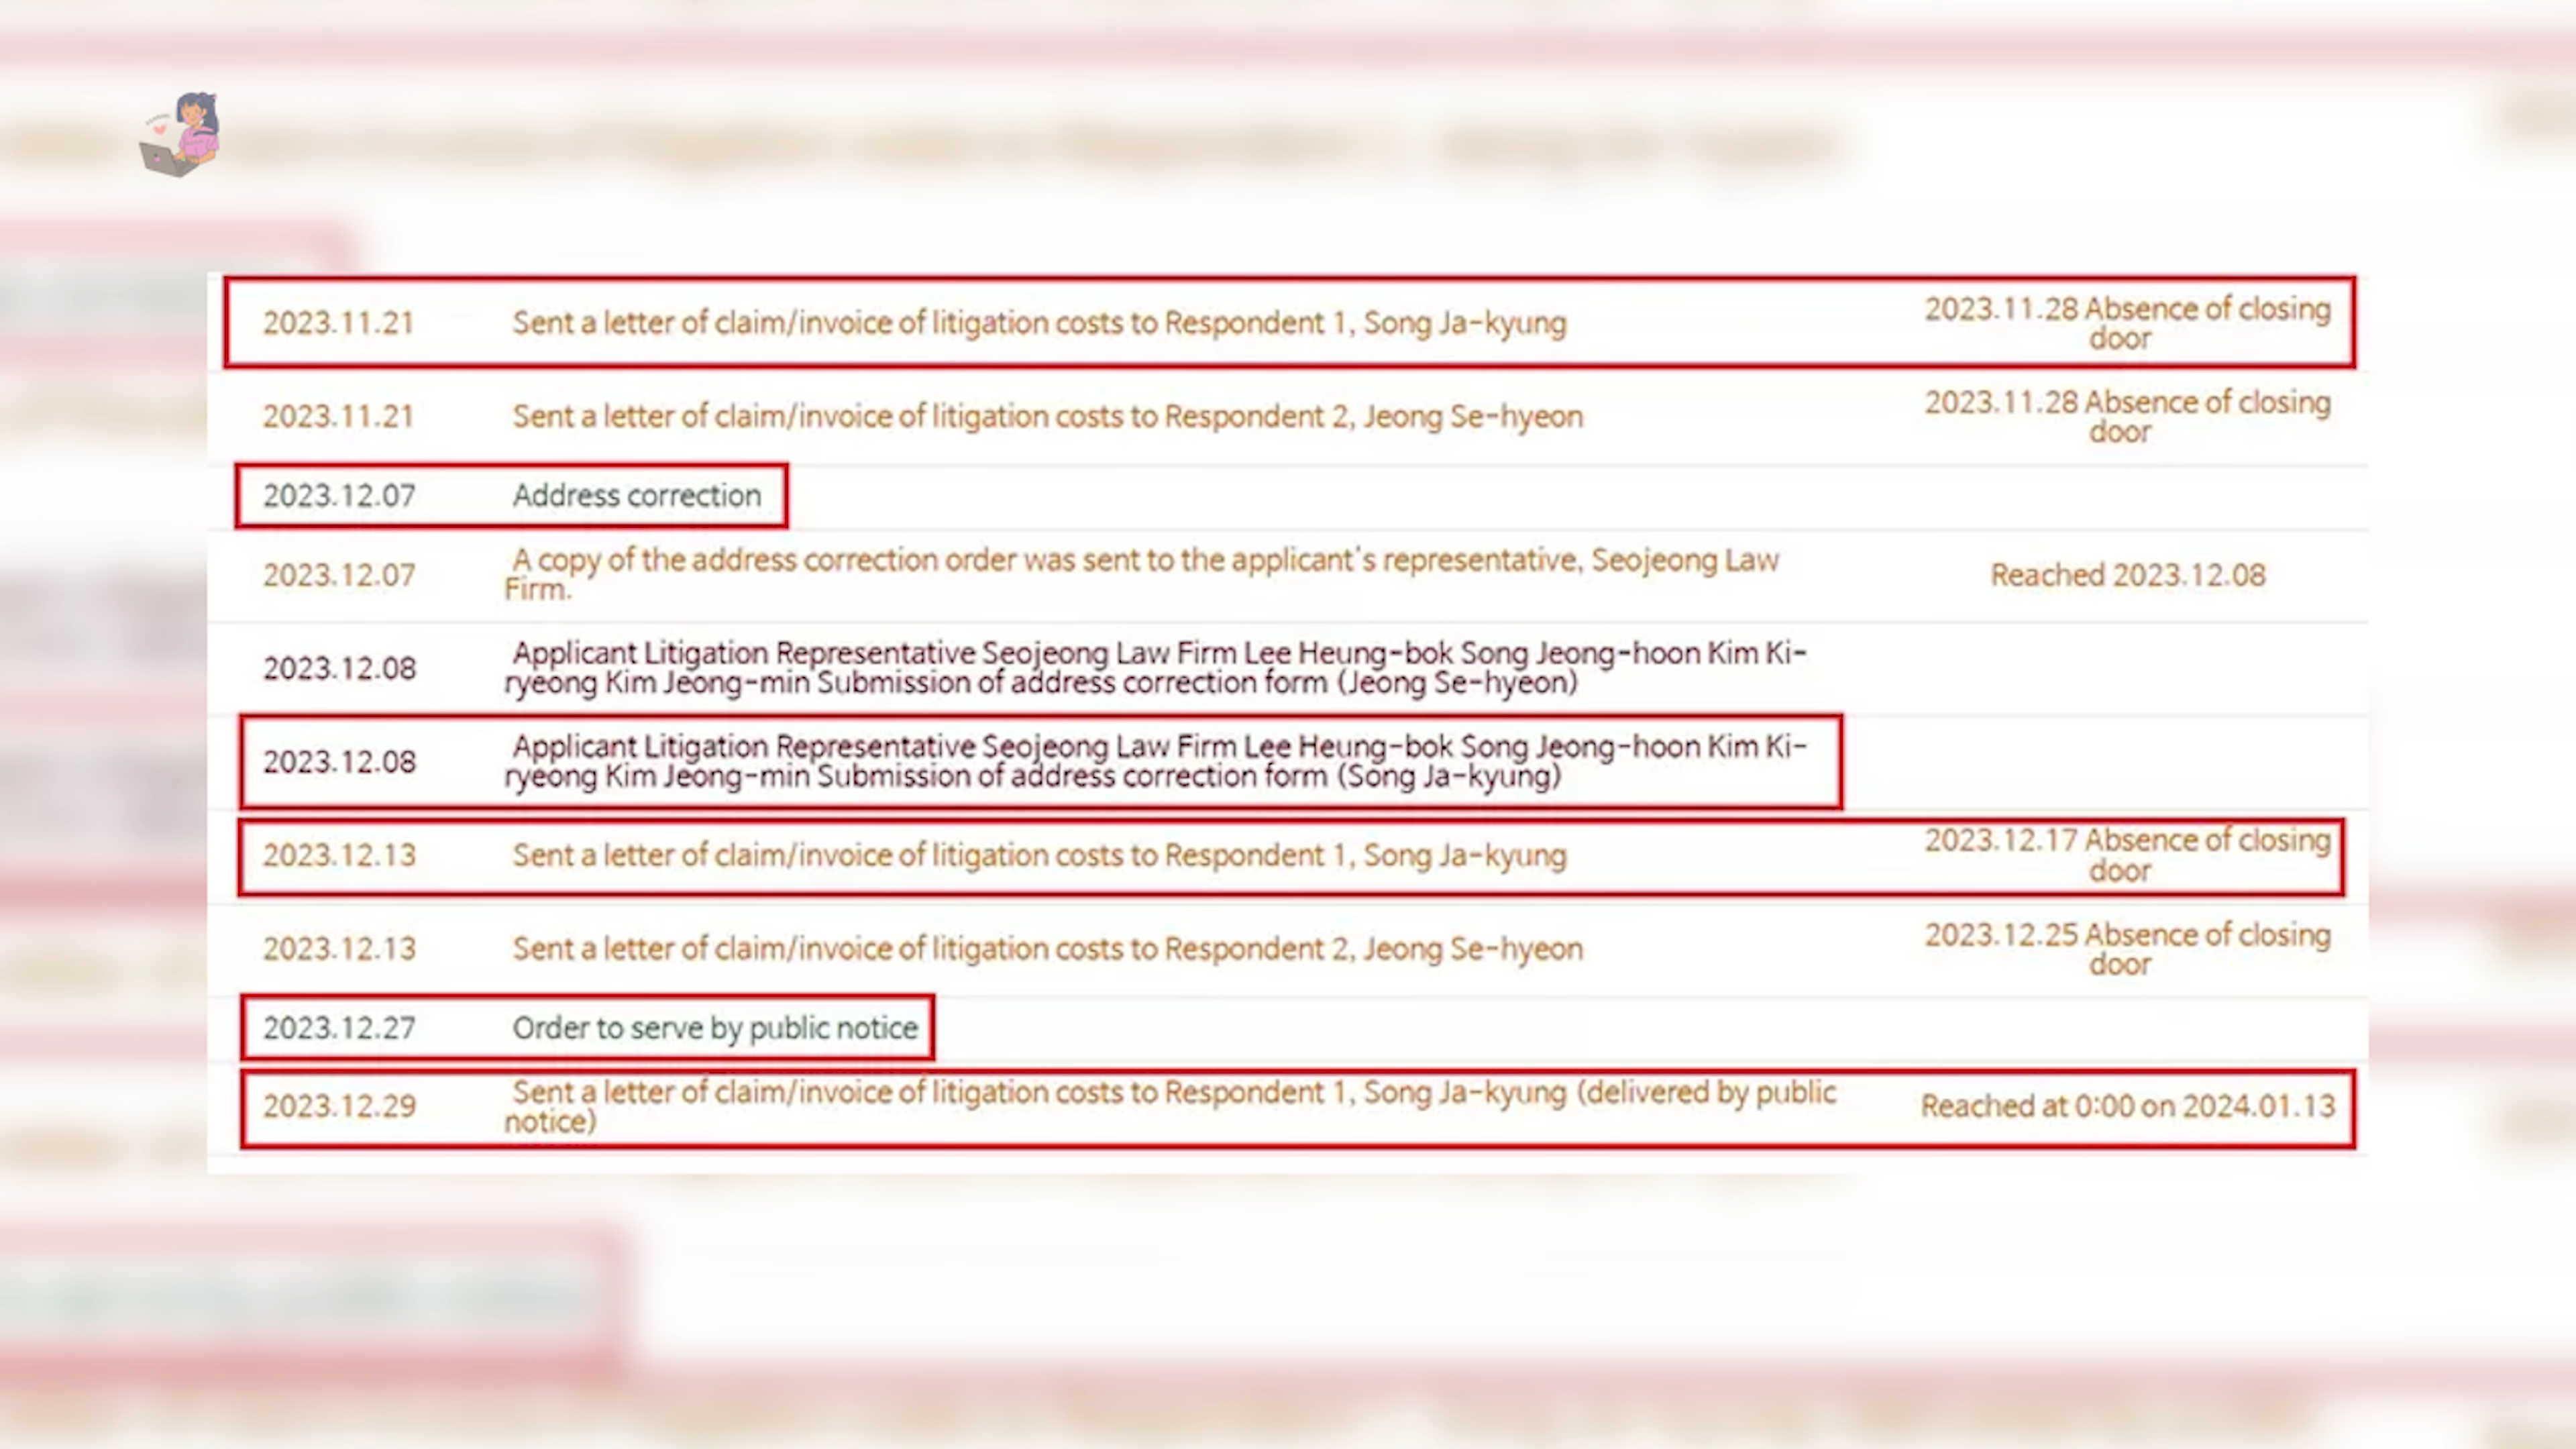 2023.11.21 Sent a letter of claim/invoice of litigation costs to Respondent 1, Song Ja-kyung 2023.11.28 Absence of closing
door
2023.11.21 Sent a letter of claim/invoice of litigation costs to Respondent 2, Jeong Se-hyeon 2023.11.28 Absence of closing
door
2023.12.07 Address correction
2023.12.07 A copy of the address correction order was sent to the applicant's representative, Seojeong Law
Firm. Reached 2023.12.08
2023.12.08 Applicant Litigation Representative Seojeong Law Firm Lee Heung-bok Song Jeong-hoon Kim Ki-
ryeong Kim Jeong-min Submission of address correction form (Jeong Se-hyeon)
2023.12.08 Applicant Litigation Representative Seojeong Law Firm Lee Heung-bok Song Jeong-hoon Kim Ki-
ryeong Kim Jeong-min Submission of address correction form (Song Ja-kyung)
2023.12.13 Sent a letter of claim/invoice of litigation costs to Respondent 1, Song Ja-kyung 2023.12.17 Absence of closing
door
2023.12.13 Sent a letter of claim/invoice of litigation costs to Respondent 2, Jeong Se-hyeon 2023.12.25 Absence of closing
door
2023.12.27 Order to serve by public notice
2023.12.29 Sent a letter of claim/invoice of litigation costs to Respondent 1, Song Ja-kyung (delivered by public
notice) Reached at 0:00 on 2024.01.13